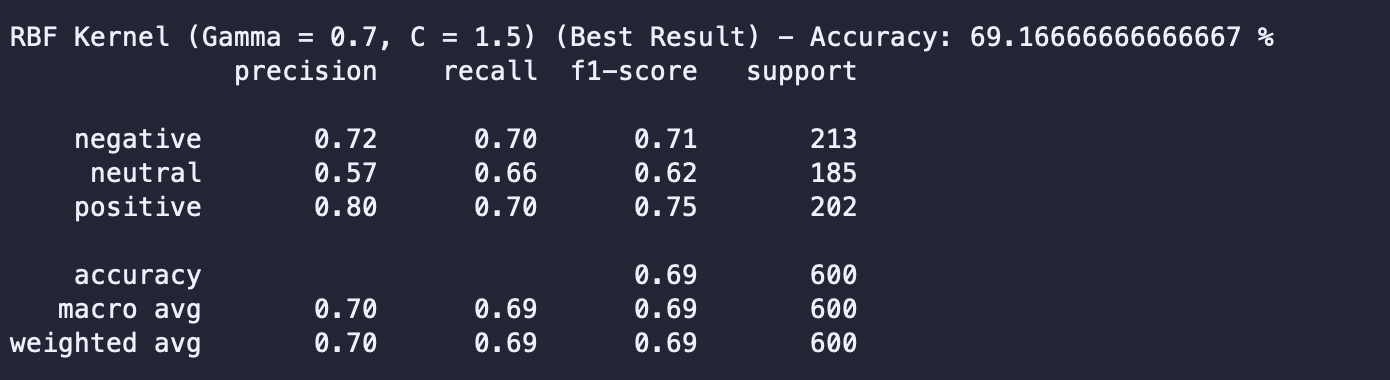 RBF Kernel (Gamma = 0.7, C = 1.5) (Best Result) - Accuracy: 69.16666666666667 %
precision recall f1-score support
negative 0.72 0.70 0.71 213
neutral 0.57 0.66 0.62 185
positive 0.80 0.70 0.75 202
accuracy 0.69 600
macro avg 0.70 0.69 0.69 600
weighted avg 0.70 0.69 0.69 600